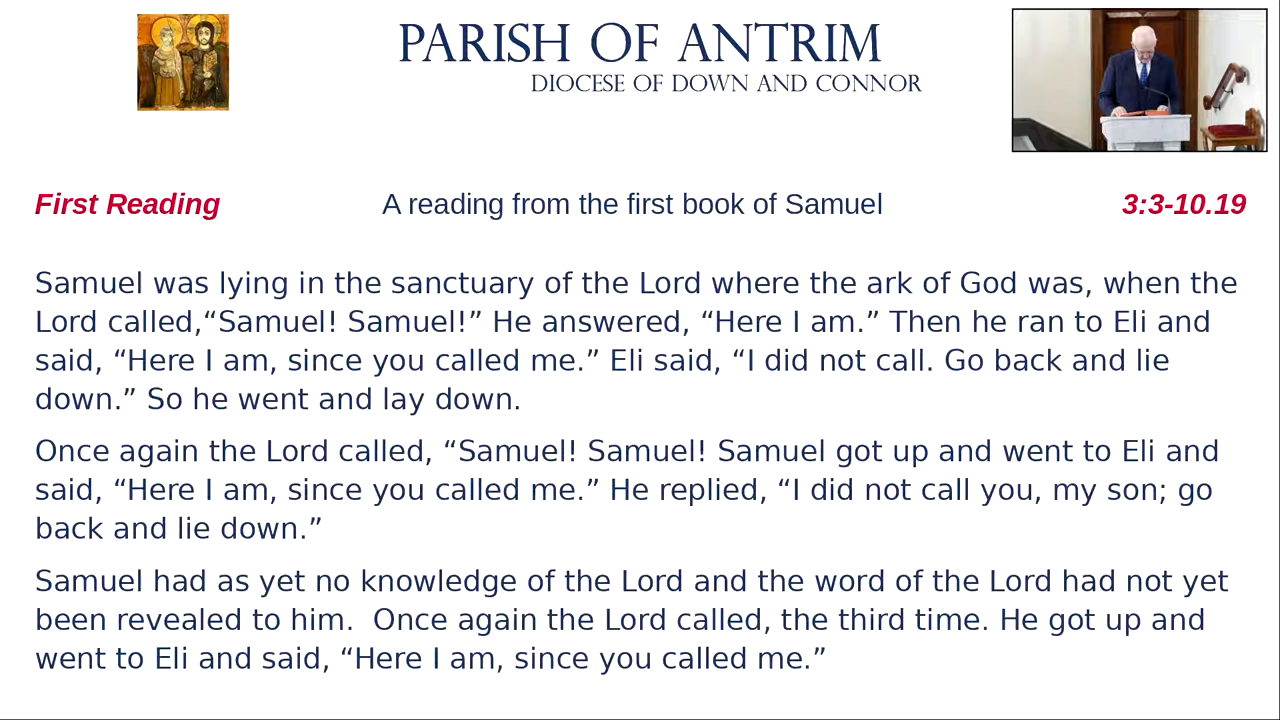 PARISH OF ANTRIM
DIOCESE OF DOWN AND CONNOR
First Reading A reading from the first book of Samuel 3:3-10.19
Samuel was lying in the sanctuary of the Lord where the ark of God was, when the
Lord called,“Samuel! Samuel!” He answered, “Here I am.” Then he ran to Eli and
said, “Here I am, since you called me.” Eli said, “I did not call. Go back and lie
down.” So he went and lay down.
Once again the Lord called, “Samuel! Samuel! Samuel got up and went to Eli and
said, “Here I am, since you called me.” He replied, “I did not call you, my son; go
back and lie down.”
Samuel had as yet no knowledge of the Lord and the word of the Lord had not yet
been revealed to him.  Once again the Lord called, the third time. He got up and
went to Eli and said, “Here I am, since you called me.”